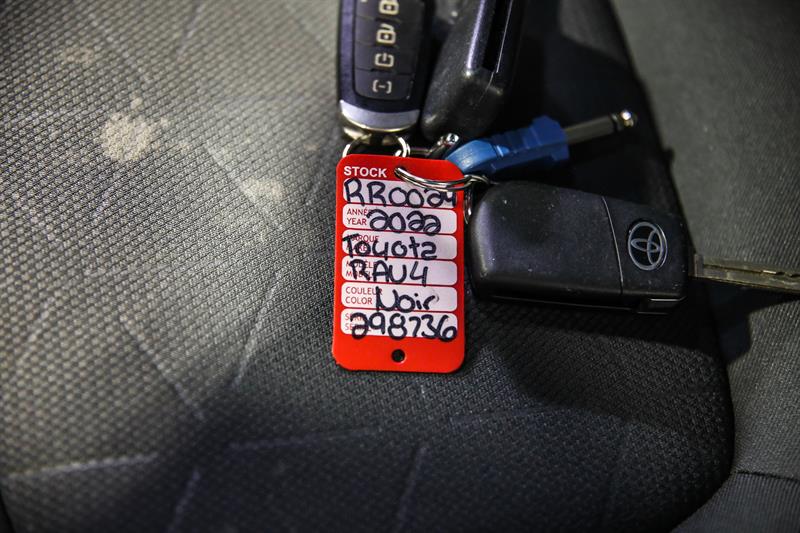 STOCK
RR0024
ANNÉE
YEAR
2022
MARQUE
Toyota
RAV4
COULEUR
COLOR
Noir
298736